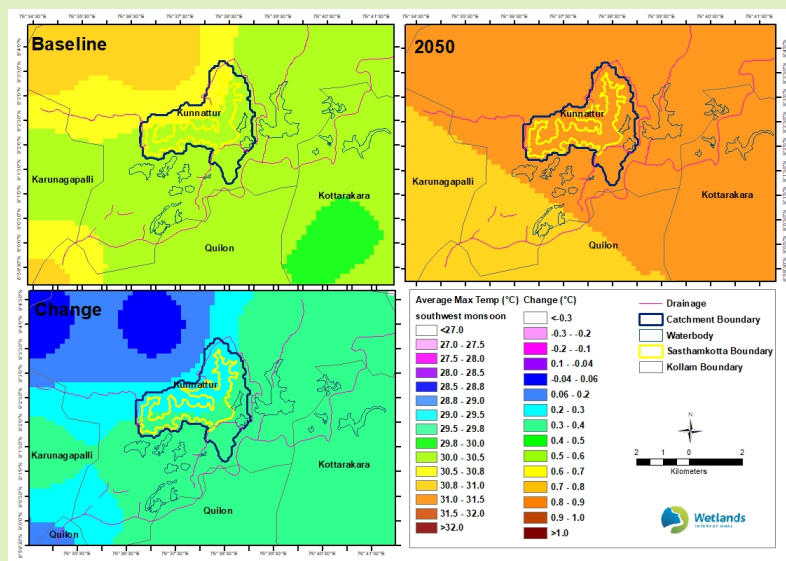 Baseline
Kunnattur
Karunagapalli
Kottarakara
Quilon
2050
Kunnattur
Karunagapalli
Kottarakara
Quilon
Change
Kunnattur
Karunagapalli
Kottarakara
Quilon
Quilon
Average Max Temp (°C)
southwest monsoon
<27.0
27.0 - 27.5
27.5 - 28.0
28.0 - 28.5
28.5 - 28.8
28.8 - 29.0
29.0 - 29.5
29.5 - 29.8
29.8 - 30.0
30.0 - 30.5
30.5 - 30.8
30.8 - 31.0
31.0 - 31.5
31.5 - 32.0
>32.0
Change (°C)
<-0.3
-0.3 - -0.2
-0.2 - -0.1
0.1 - -0.04
-0.04 - 0.06
0.06 - 0.2
0.2 - 0.3
0.3 - 0.4
0.4 - 0.5
0.5 - 0.6
0.6 - 0.7
0.7 - 0.8
0.8 - 0.9
0.9 - 1.0
>1.0
Drainage
Catchment Boundary
Waterbody
Sasthamkotta Boundary
Kollam Boundary
N
2 1 0 2
Kilometers
Wetlands
INTERNATIONAL